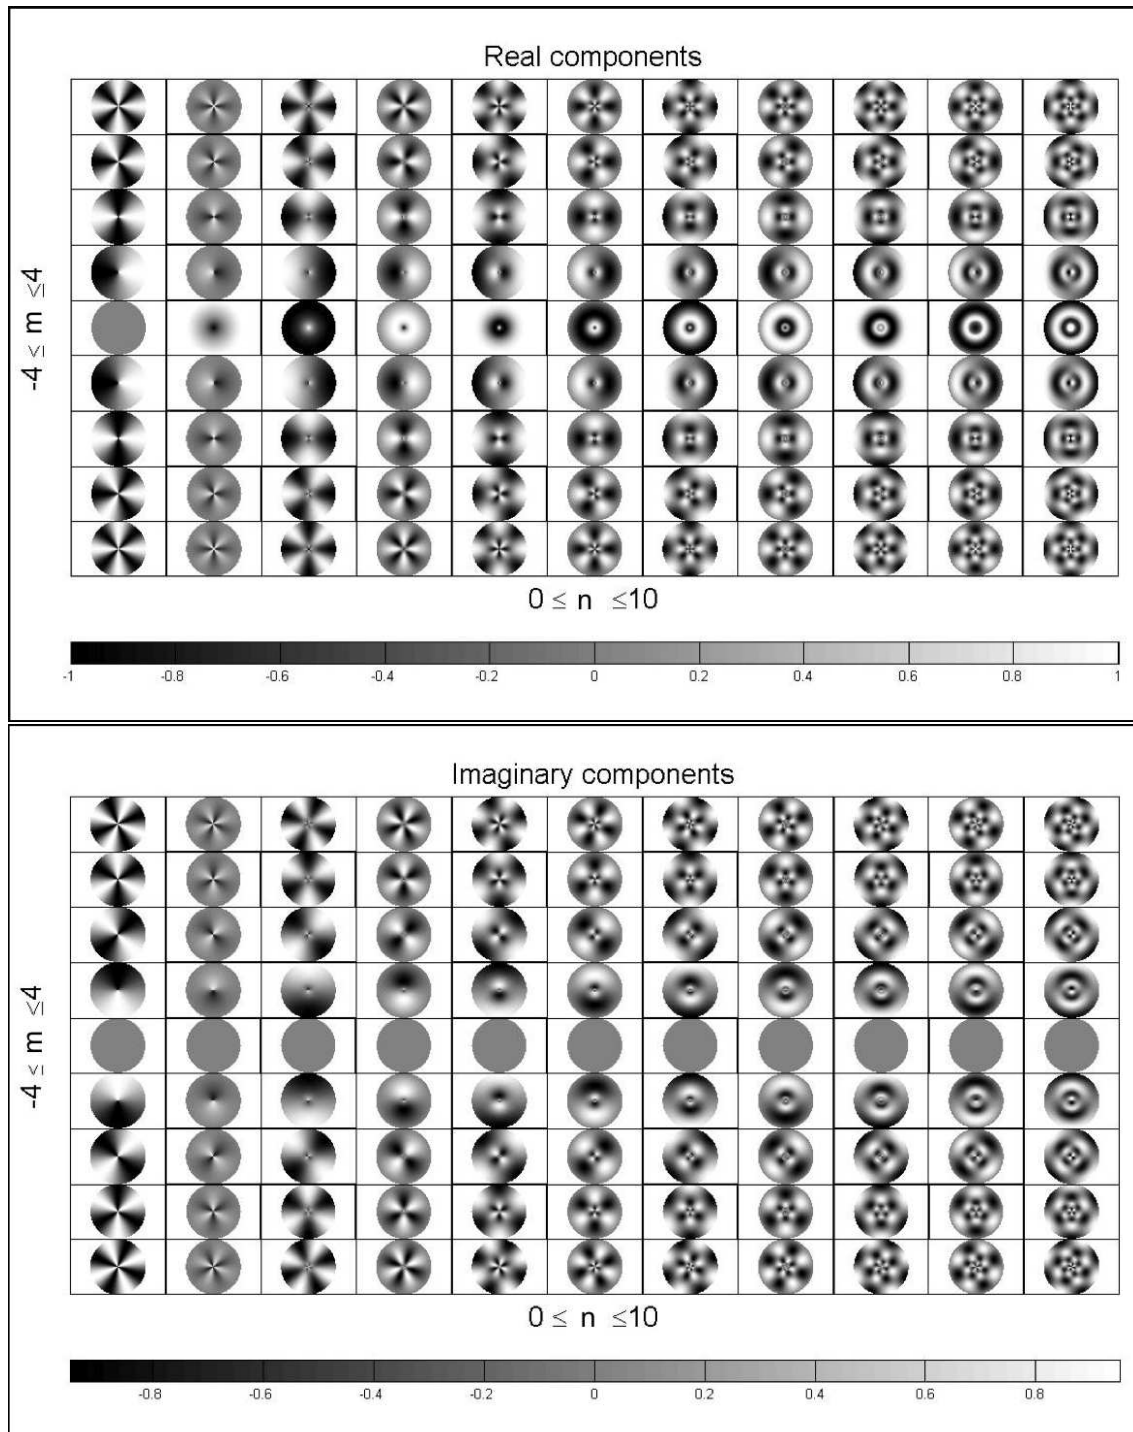 Real components
-4 ≤ m ≤4
0 ≤ n ≤10
-1 -0.8 -0.6 -0.4 -0.2 0 0.2 0.4 0.6 0.8 1
Imaginary components
-4 ≤ m ≤4
0 ≤ n ≤10
-0.8 -0.6 -0.4 -0.2 0 0.2 0.4 0.6 0.8